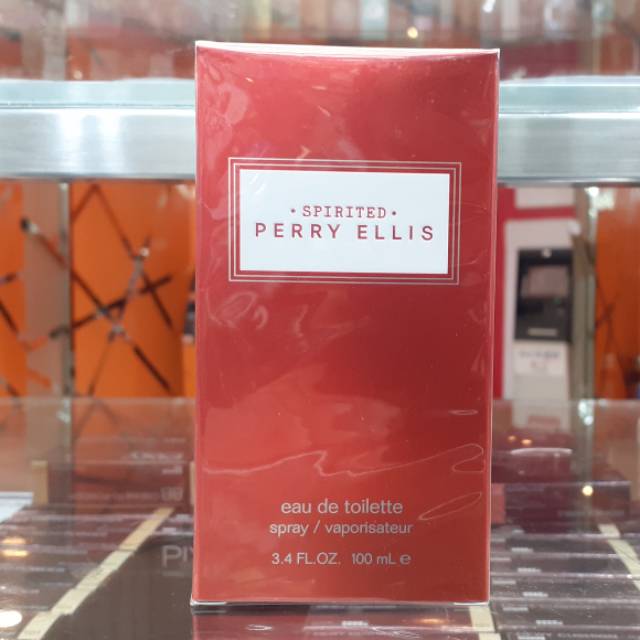 • SPIRITED •
PERRY ELLIS
eau de toilette
spray / vaporisateur
3.4 FL.OZ. 100 mL ℮